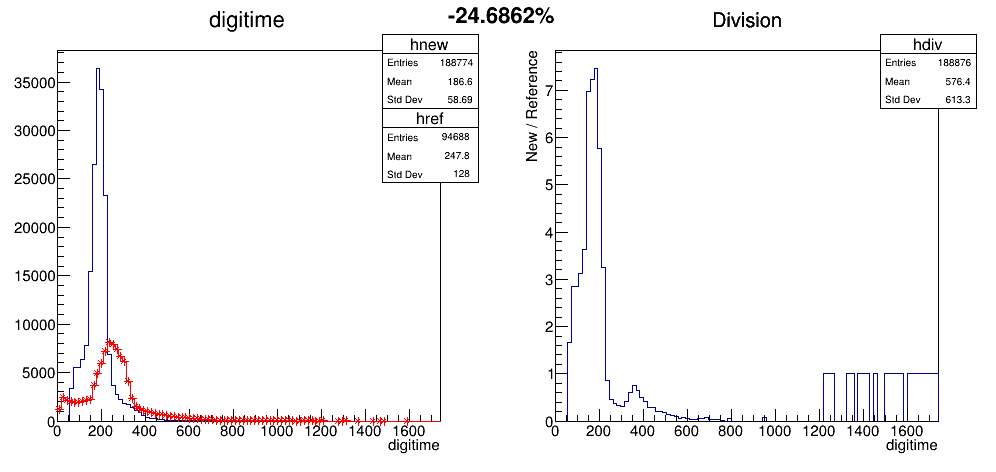 -24.6862%
digitime
hnew
Entries 188774
Mean 186.6
Std Dev 58.69
href
Entries 94688
Mean 247.8
Std Dev 128
35000
30000
25000
20000
15000
10000
5000
0
0 200 400 600 800 1000 1200 1400 1600
digitime
Division
hdiv
Entries 188876
Mean 576.4
Std Dev 613.3
New / Reference
7
6
5
4
3
2
1
0
0 200 400 600 800 1000 1200 1400 1600
digitime